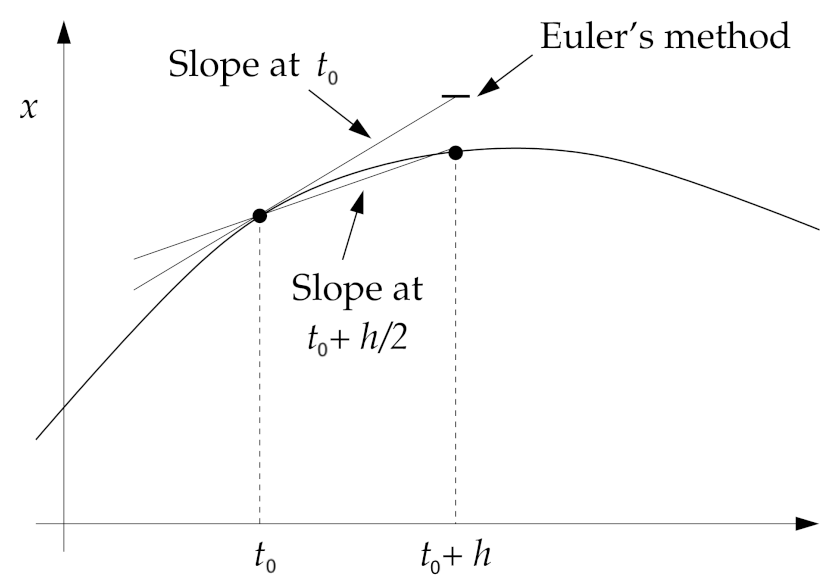 Euler’s method
Slope at t₀
x
Slope at
t₀+ h/2
t₀
t₀+ h